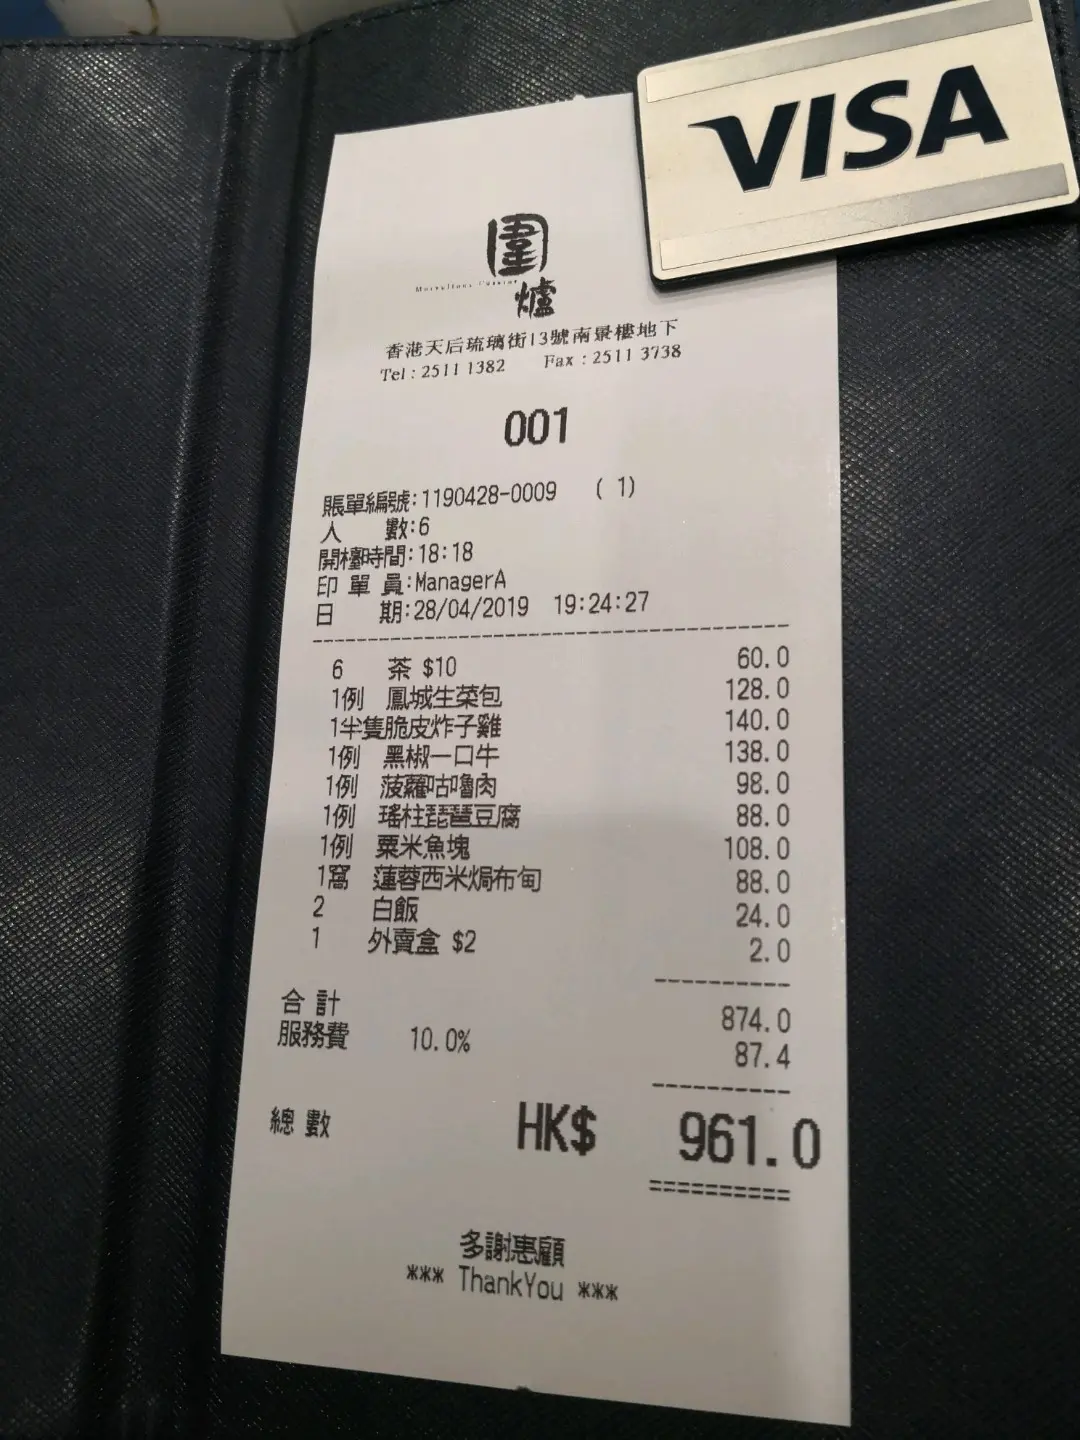 VISA
圍爐
Marvellous Cuisine
香港天后琉璃街13號南景樓地下
Tel : 2511 1382 Fax : 2511 3738
001
賬單編號:1190428-0009 ( 1)
人 數:6
開檯時間:18:18
印 單 員:ManagerA
日 期:28/04/2019 19:24:27
6 茶 $10 60.0
1例 鳳城生菜包 128.0
1半隻脆皮炸子雞 140.0
1例 黑椒一口牛 138.0
1例 菠蘿咕嚕肉 98.0
1例 瑤柱琵琶豆腐 88.0
1例 粟米魚塊 108.0
1窩 蓮蓉西米焗布甸 88.0
2 白飯 24.0
1 外賣盒 $2 2.0
合 計 874.0
服務費 10.0% 87.4
總 數 HK$ 961.0
多謝惠顧
*** ThankYou ***